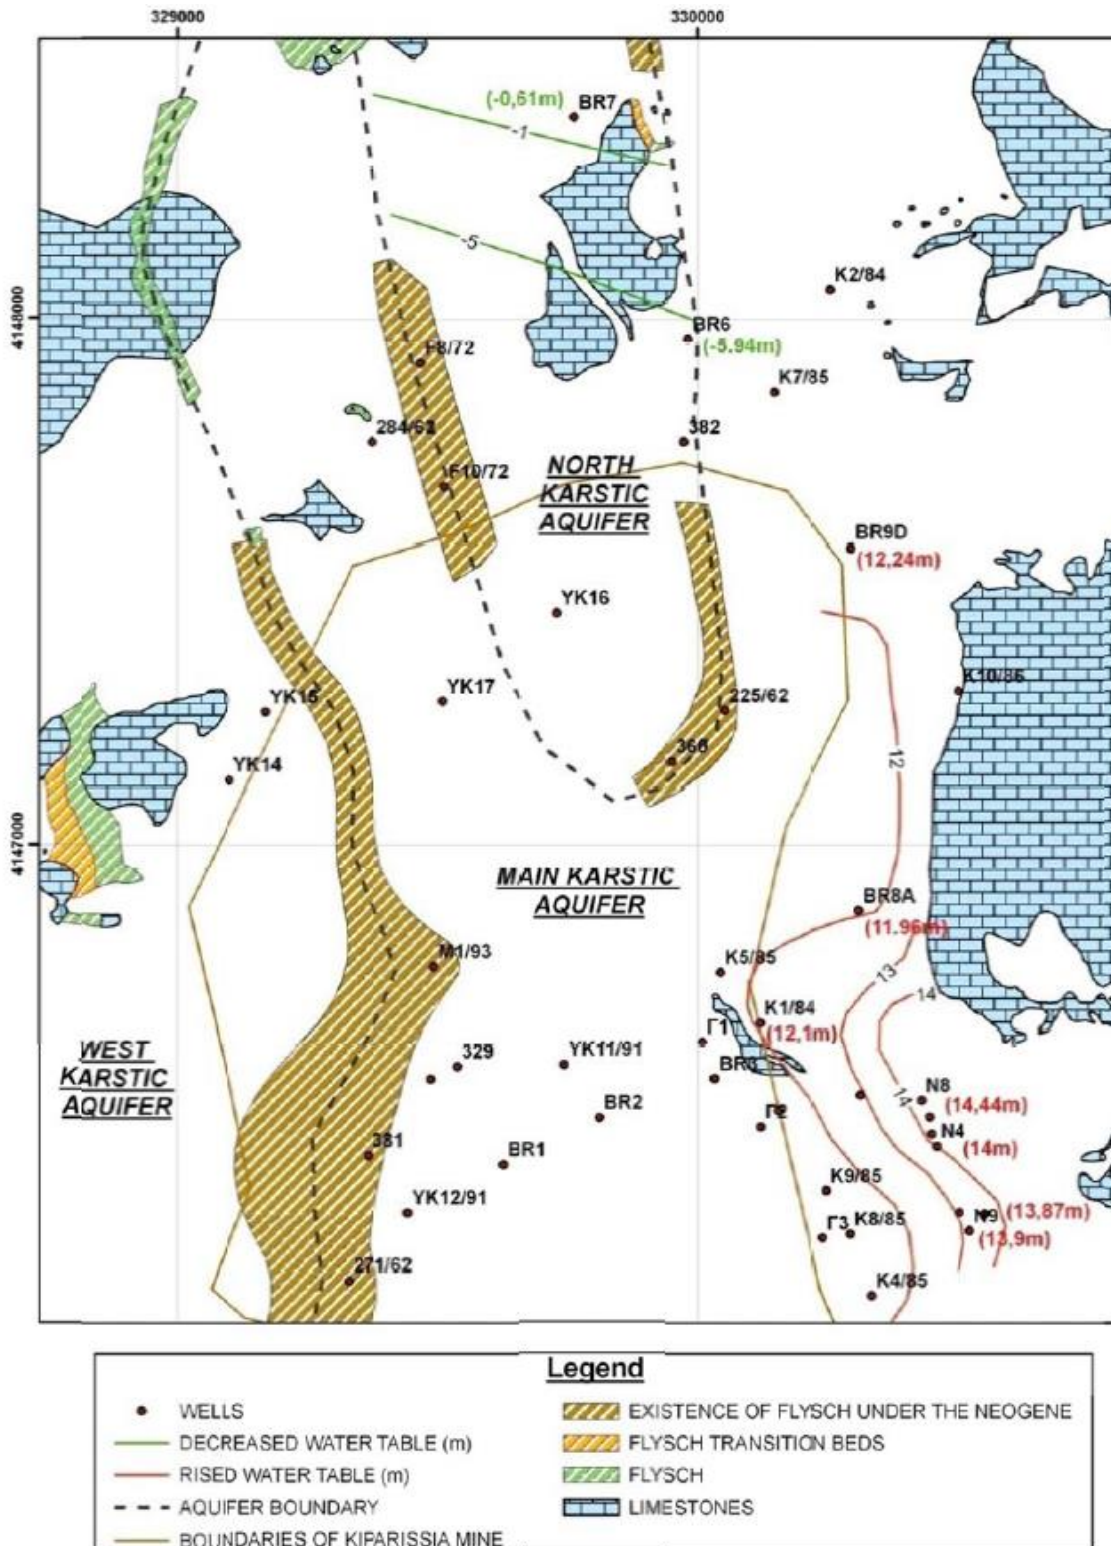 329000
330000
(-0,61m)
BR7
-1
-5
K2/84
4148000
BR6
(-5.94m)
F8/72
K7/85
284/61
382
F10/72
NORTH
KARSTIC
AQUIFER
BR9D
(12,24m)
YK16
K10/86
YK15
YK17
225/62
12
366
YK14
4147000
MAIN KARSTIC
AQUIFER
BR8A
(11.96m)
M1/93
K5/85
13
14
K1/84
(12,1m)
Γ1
WEST
KARSTIC
AQUIFER
329
YK11/91
BR3
14
N8
(14,44m)
BR2
Γ2
N4
(14m)
381
BR1
K9/85
YK12/91
Γ3
K8/85
N9
(13,87m)
(13,9m)
271/62
K4/85
Legend
WELLS
DECREASED WATER TABLE (m)
RISED WATER TABLE (m)
AQUIFER BOUNDARY
BOUNDARIES OF KIPARISSIA MINE
EXISTENCE OF FLYSCH UNDER THE NEOGENE
FLYSCH TRANSITION BEDS
FLYSCH
LIMESTONES